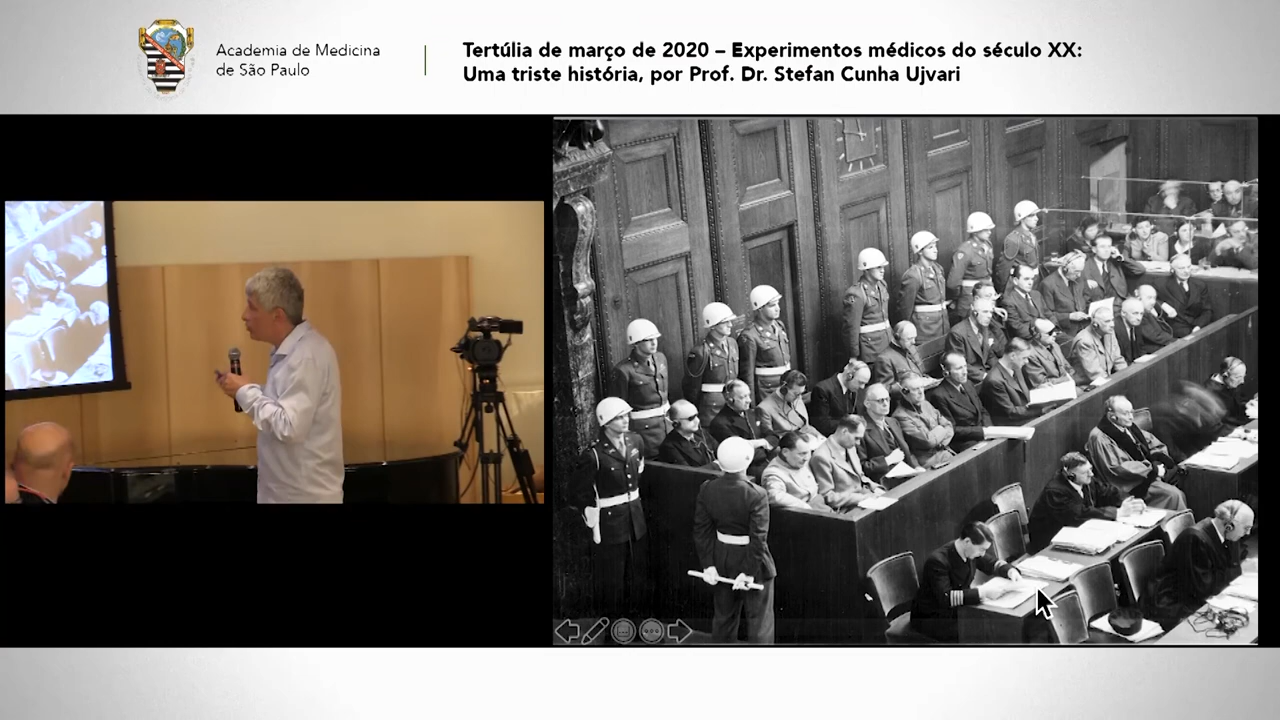 Academia de Medicina
de São Paulo
Tertúlia de março de 2020 – Experimentos médicos do século XX:
Uma triste história, por Prof. Dr. Stefan Cunha Ujvari